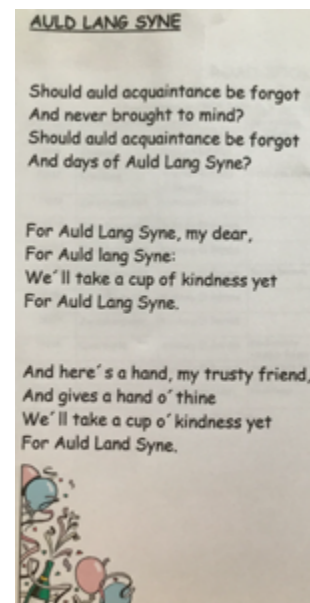 AULD LANG SYNE
Should auld acquaintance be forgot
And never brought to mind?
Should auld acquaintance be forgot
And days of Auld Lang Syne?
For Auld Lang Syne, my dear,
For Auld lang Syne:
We´ll take a cup of kindness yet
For Auld Lang Syne.
And here´s a hand, my trusty friend,
And gives a hand o´ thine
We´ll take a cup o´ kindness yet
For Auld Land Syne.